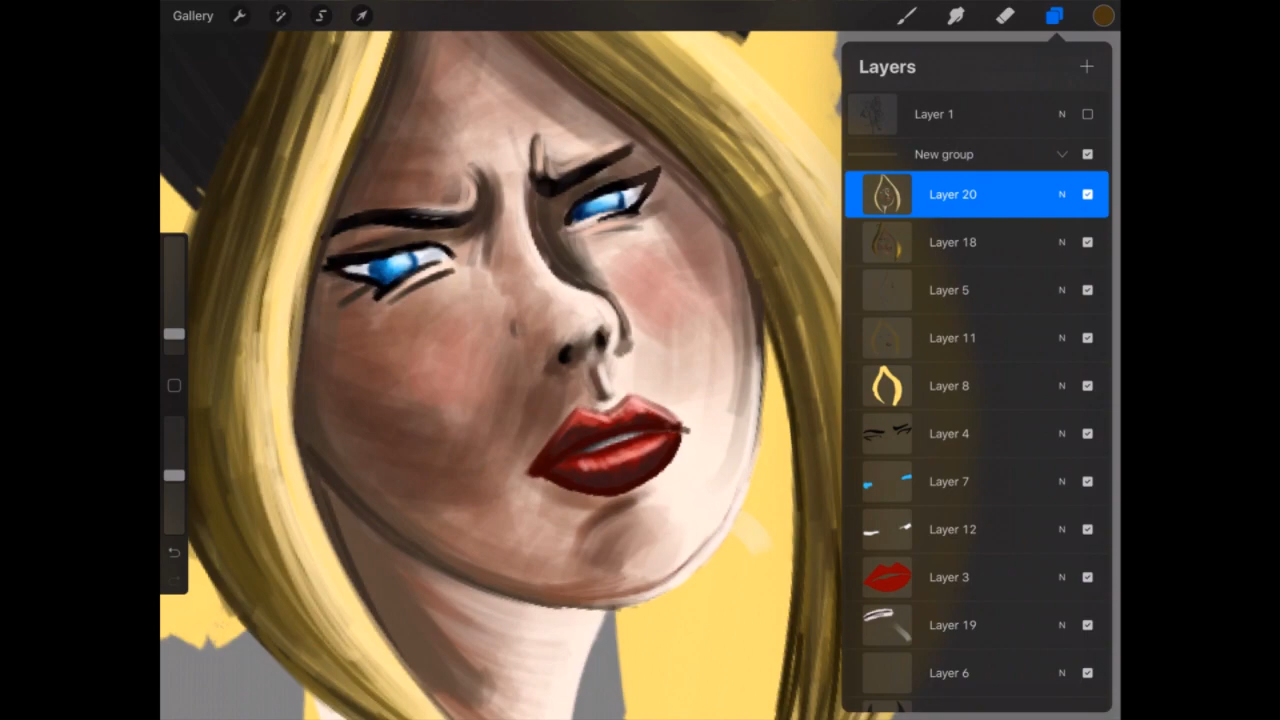 Gallery
Layers
Layer 1 N
New group
Layer 20 N
Layer 18 N
Layer 5 N
Layer 11 N
Layer 8 N
Layer 4 N
Layer 7 N
Layer 12 N
Layer 3 N
Layer 19 N
Layer 6 N